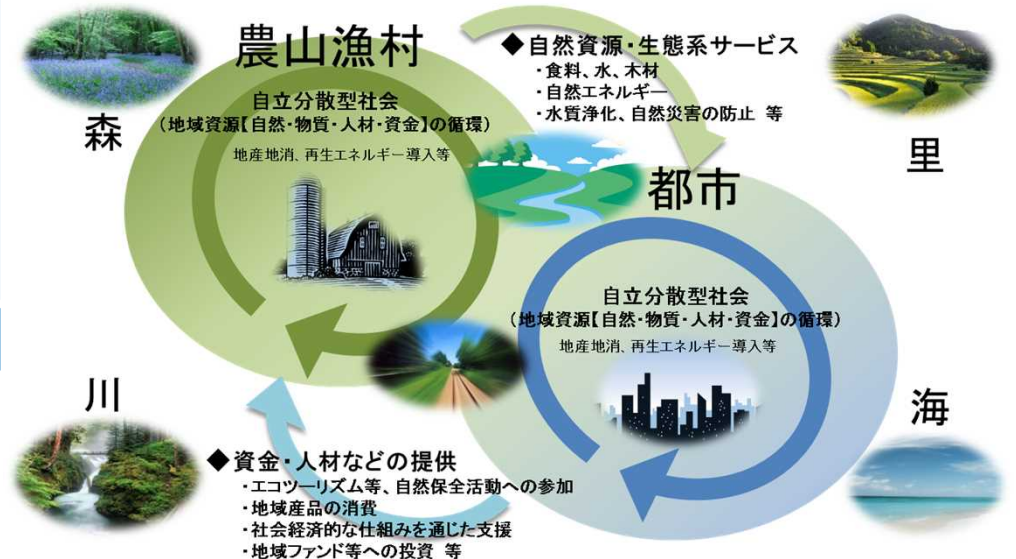 農山漁村
自立分散型社会
（地域資源【自然・物質・人材・資金】の循環）
地産地消、再生エネルギー導入等
◆自然資源・生態系サービス
・食料、水、木材
・自然エネルギー
・水質浄化、自然災害の防止 等
森
里
都市
自立分散型社会
（地域資源【自然・物質・人材・資金】の循環）
地産地消、再生エネルギー導入等
川
海
◆資金・人材などの提供
・エコツーリズム等、自然保全活動への参加
・地域産品の消費
・社会経済的な仕組みを通じた支援
・地域ファンド等への投資 等